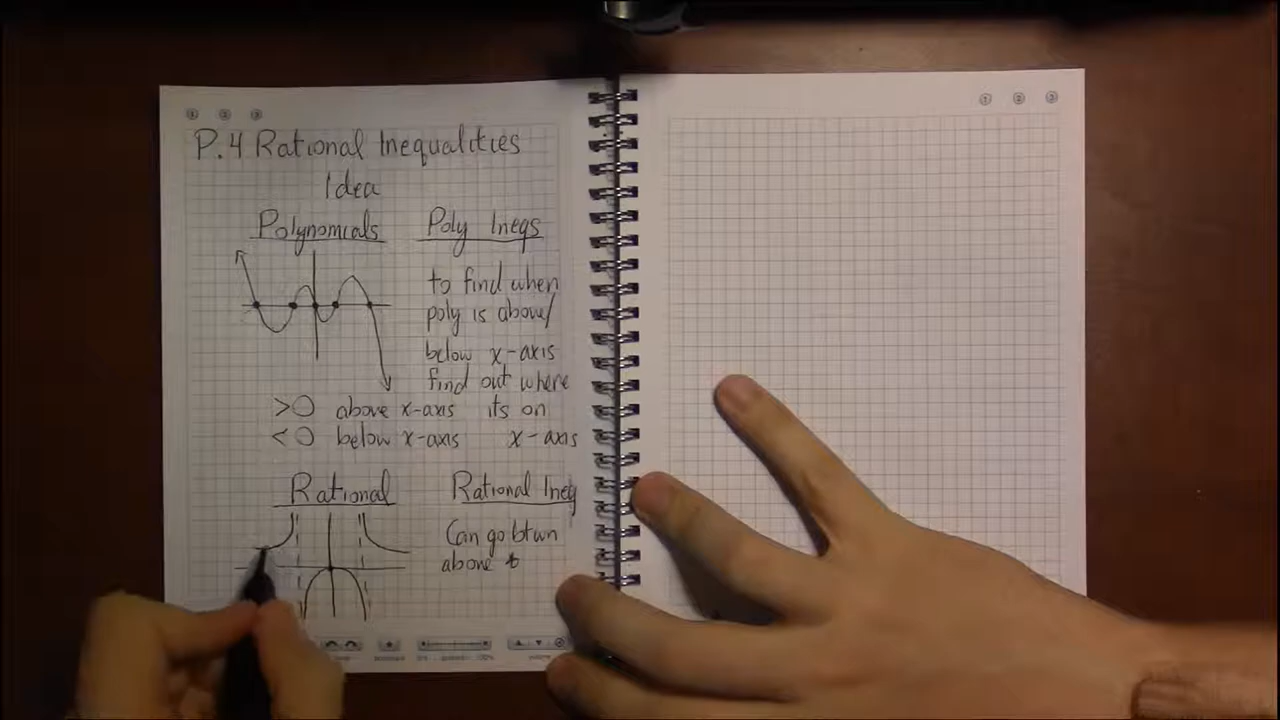 P.4 Rational Inequalities
Idea
Polynomials
Poly Ineqs
to find when
poly is above/
below x-axis
find out where
its on
x-axis
>0 above x-axis
<0 below x-axis
Rational
Rational Ineq
Can go btwn
above